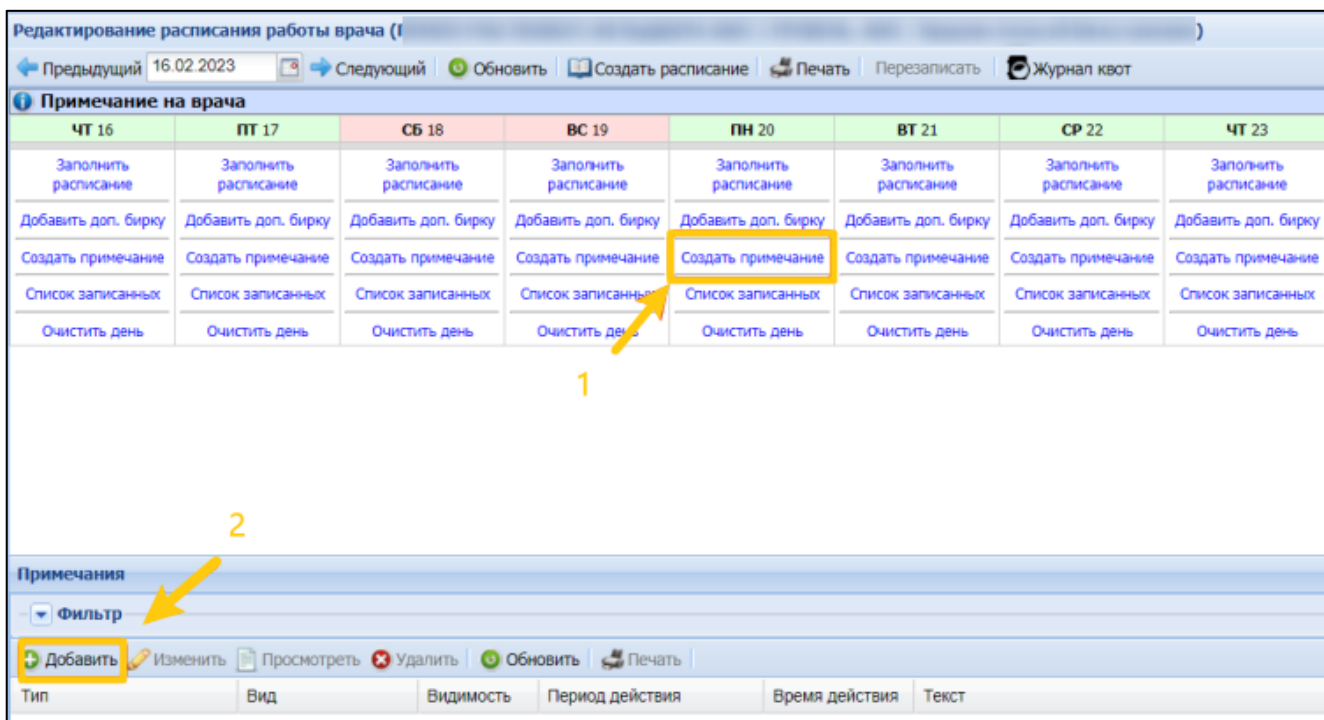 Редактирование расписания работы врача (
Предыдущий 16.02.2023 Следующий Обновить Создать расписание Печать Перезаписать Журнал квот
Примечание на врача
ЧТ 16 ПТ 17 СБ 18 ВС 19 ПН 20 ВТ 21 СР 22 ЧТ 23
Заполнить Заполнить Заполнить Заполнить Заполнить Заполнить Заполнить Заполнить
расписание расписание расписание расписание расписание расписание расписание расписание
Добавить доп. бирку Добавить доп. бирку Добавить доп. бирку Добавить доп. бирку Добавить доп. бирку Добавить доп. бирку Добавить доп. бирку Добавить доп. бирку
Создать примечание Создать примечание Создать примечание Создать примечание Создать примечание Создать примечание Создать примечание Создать примечание
Список записанных Список записанных Список записанных Список записанных Список записанных Список записанных Список записанных Список записанных
Очистить день Очистить день Очистить день Очистить день Очистить день Очистить день Очистить день Очистить день
1
2
Примечания
Фильтр
Добавить Изменить Просмотреть Удалить Обновить Печать
Тип Вид Видимость Период действия Время действия Текст